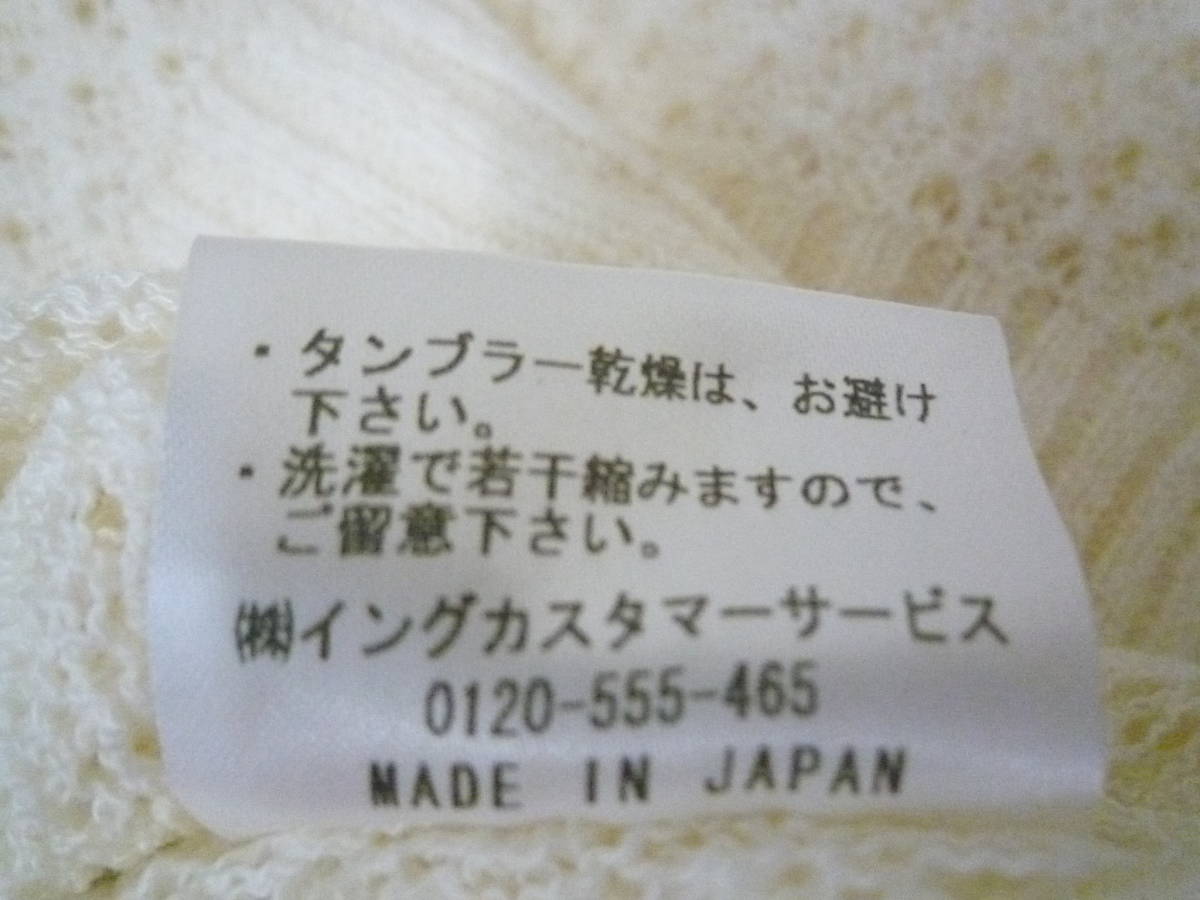 ・タンブラー乾燥は、お避け
下さい。
・洗濯で若干縮みますので、
ご留意下さい。
㈱イングカスタマーサービス
0120-555-465
MADE IN JAPAN